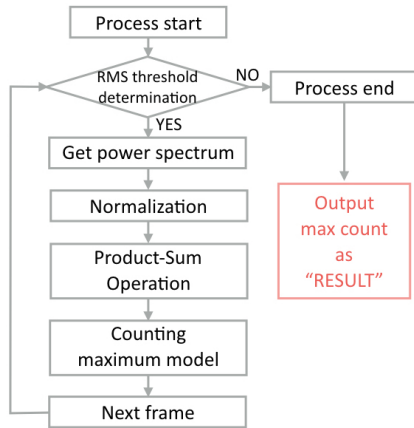 Process start
RMS threshold
determination
NO
Process end
YES
Get power spectrum
Normalization
Output
max count
as
“RESULT”
Product-Sum
Operation
Counting
maximum model
Next frame